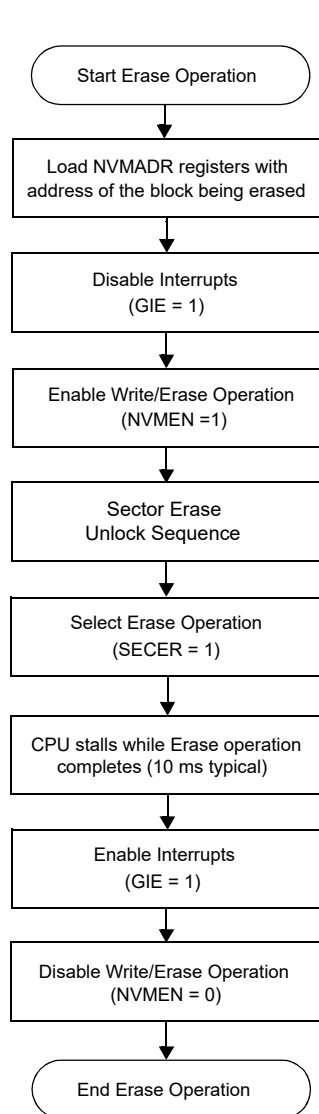 Start Erase Operation
Load NVMADR registers with
address of the block being erased
Disable Interrupts
(GIE = 1)
Enable Write/Erase Operation
(NVMEN =1)
Sector Erase
Unlock Sequence
Select Erase Operation
(SECER = 1)
CPU stalls while Erase operation
completes (10 ms typical)
Enable Interrupts
(GIE = 1)
Disable Write/Erase Operation
(NVMEN = 0)
End Erase Operation